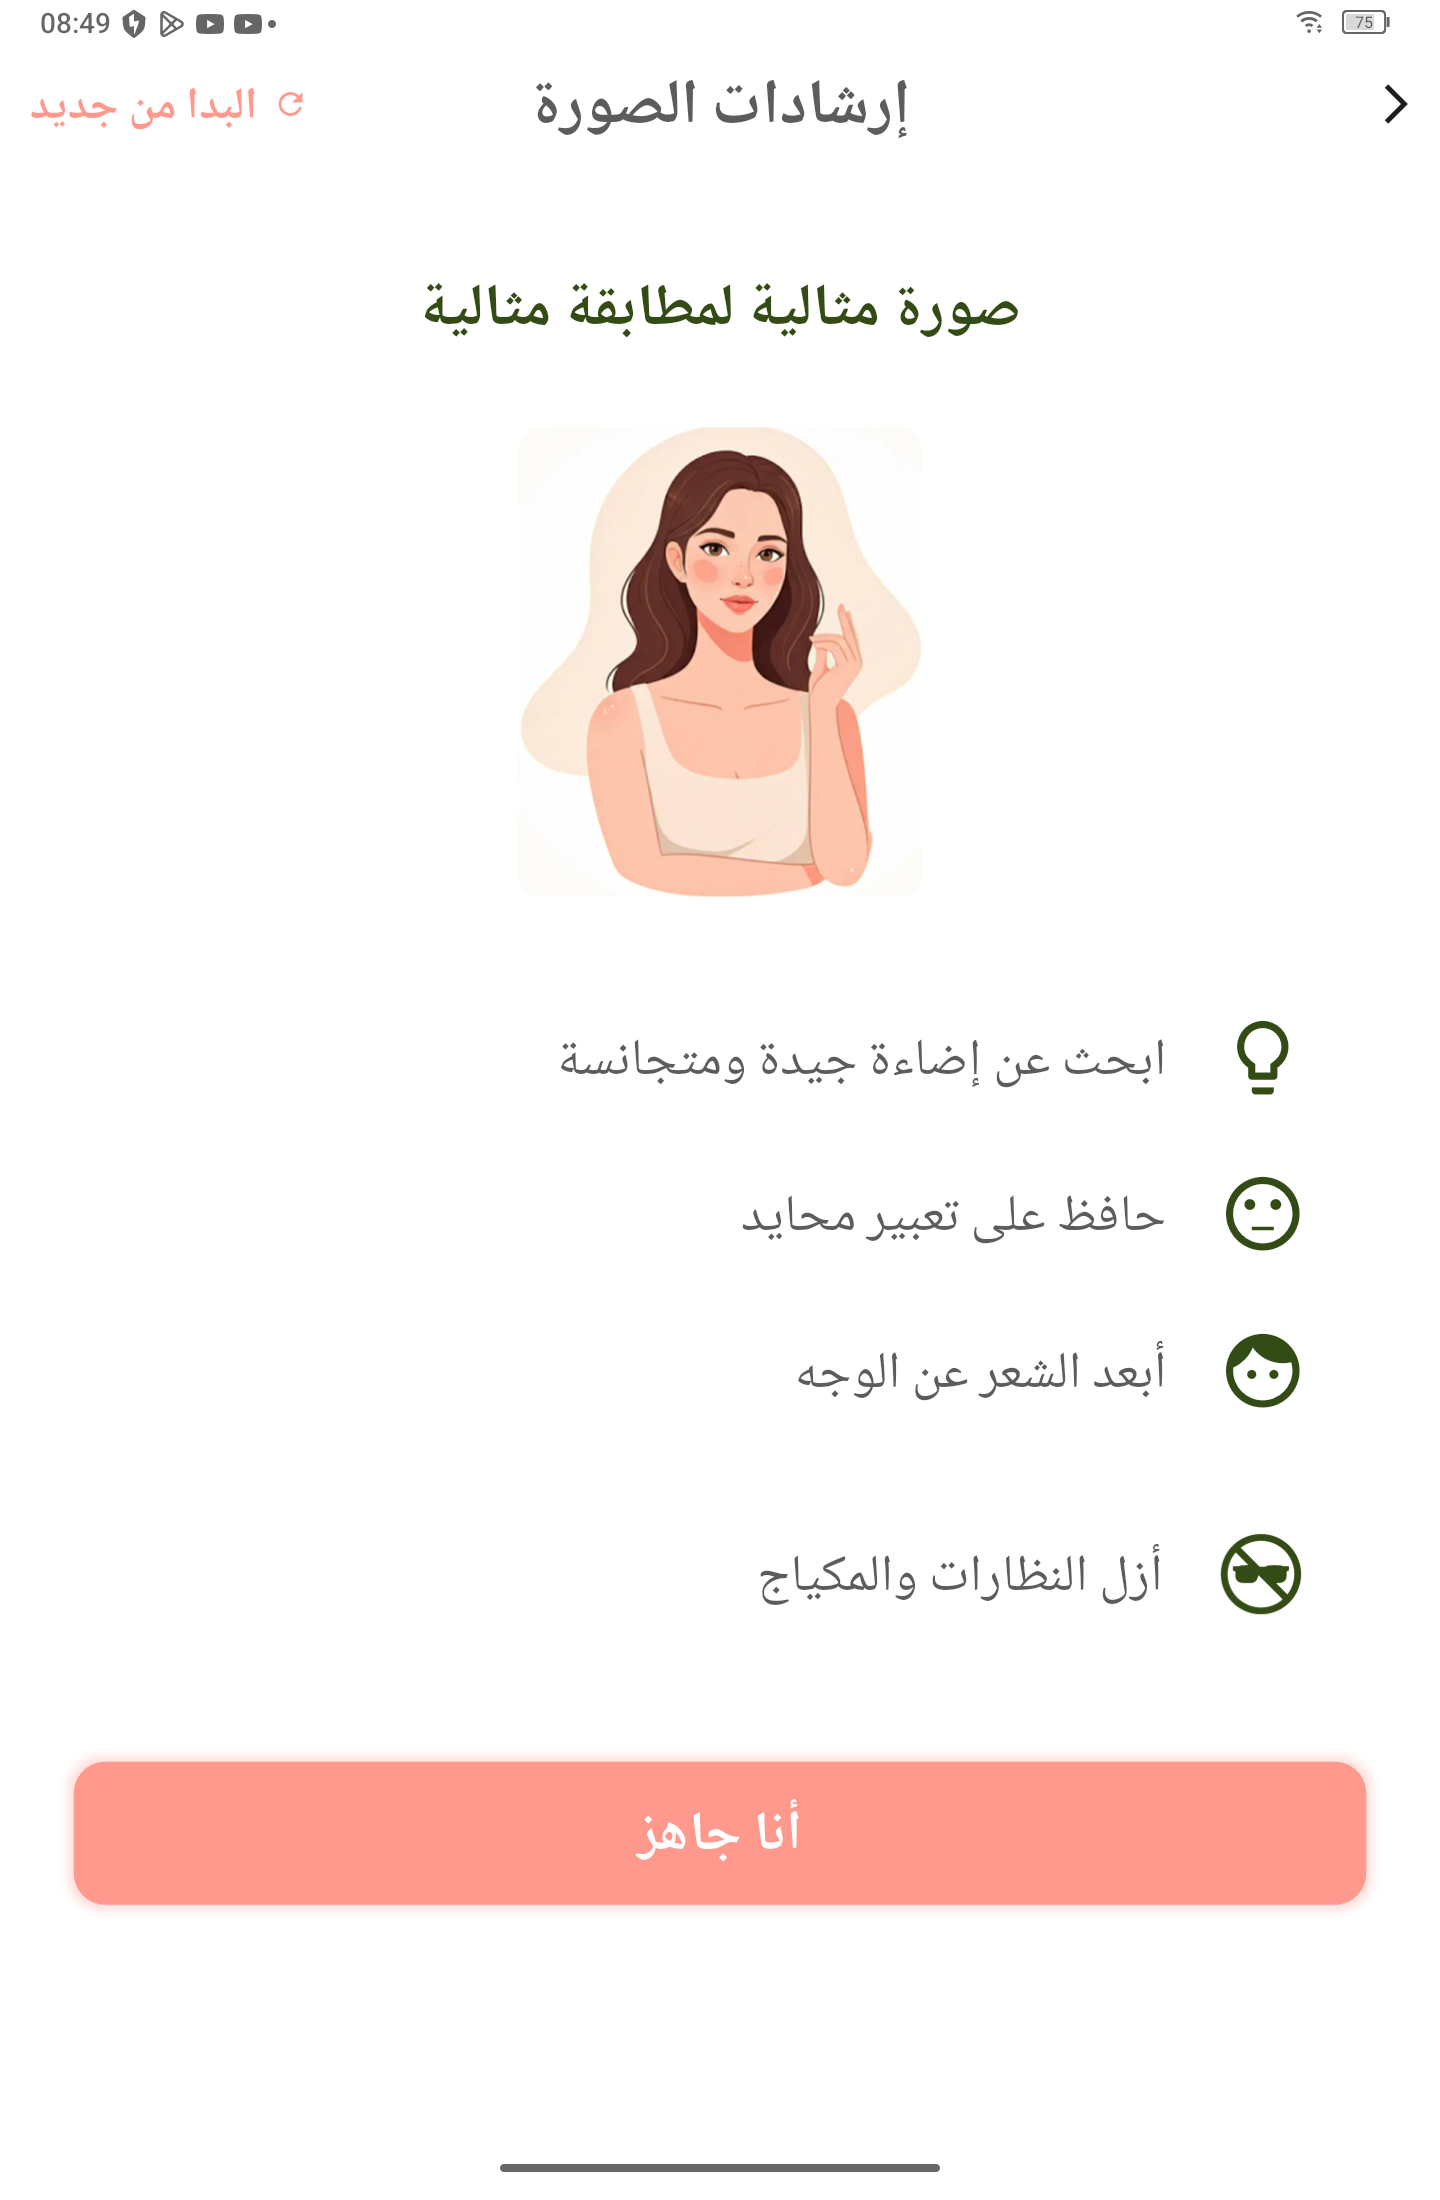 08:49
75
إرشادات الصورة
البدا من جديد
صورة مثالية لمطابقة مثالية
ابحث عن إضاءة جيدة ومتجانسة
حافظ على تعبير محايد
أبعد الشعر عن الوجه
أزل النظارات والمكياج
أنا جاهز